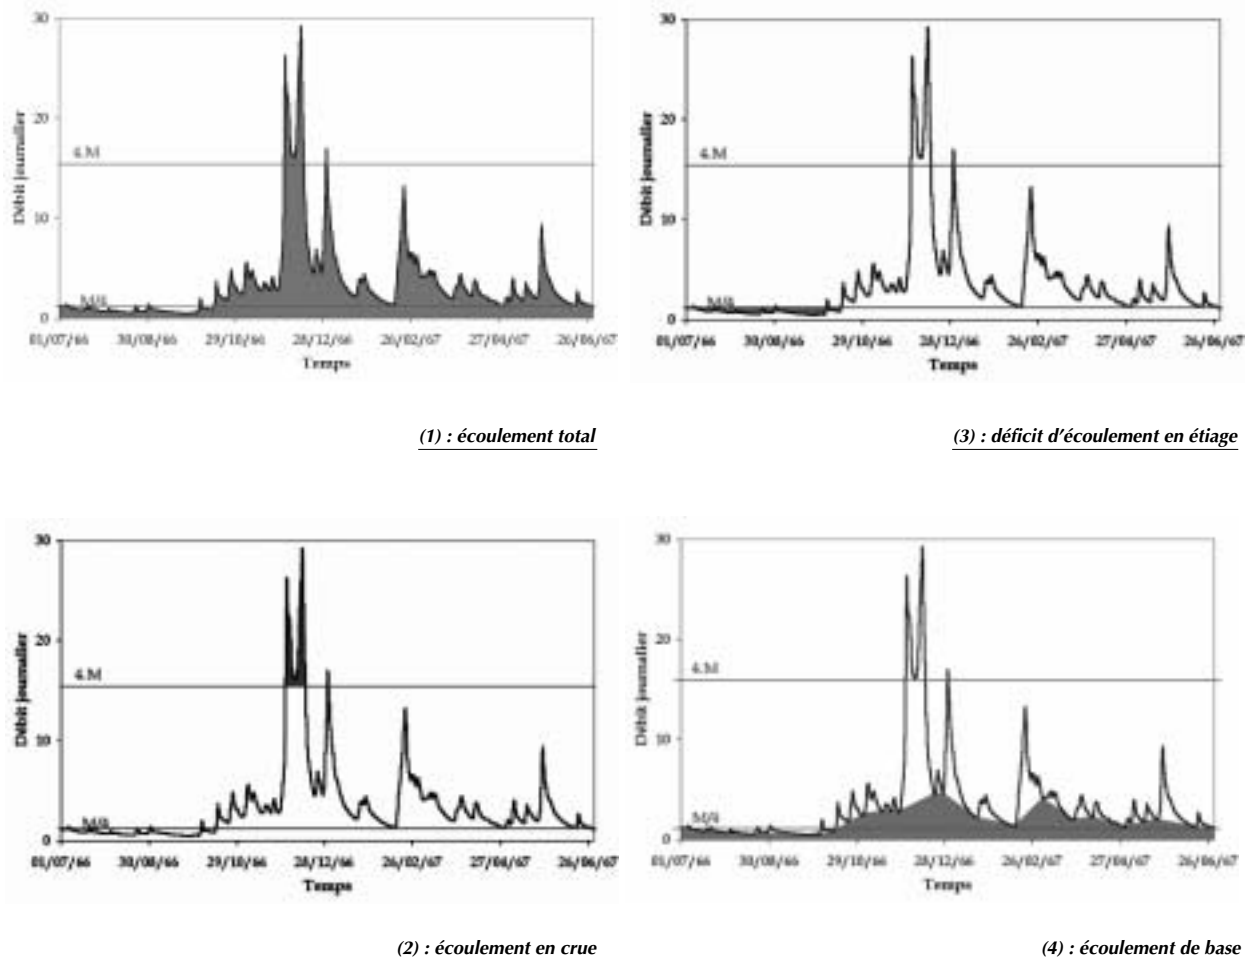 30
20
10
0
Débit journalier
4.M
01/07/66 30/08/66 29/10/66 28/12/66 26/02/67 27/04/67 26/06/67
Temps
(1) : écoulement total
30
20
10
0
Débit journalier
4.M
01/07/66 30/08/66 29/10/66 28/12/66 26/02/67 27/04/67 26/06/67
Temps
(3) : déficit d'écoulement en étiage
30
20
10
0
Débit journalier
4.M
01/07/66 30/08/66 29/10/66 28/12/66 26/02/67 27/04/67 26/06/67
Temps
(2) : écoulement en crue
30
20
10
0
Débit journalier
4.M
01/07/66 30/08/66 29/10/66 28/12/66 26/02/67 27/04/67 26/06/67
Temps
(4) : écoulement de base